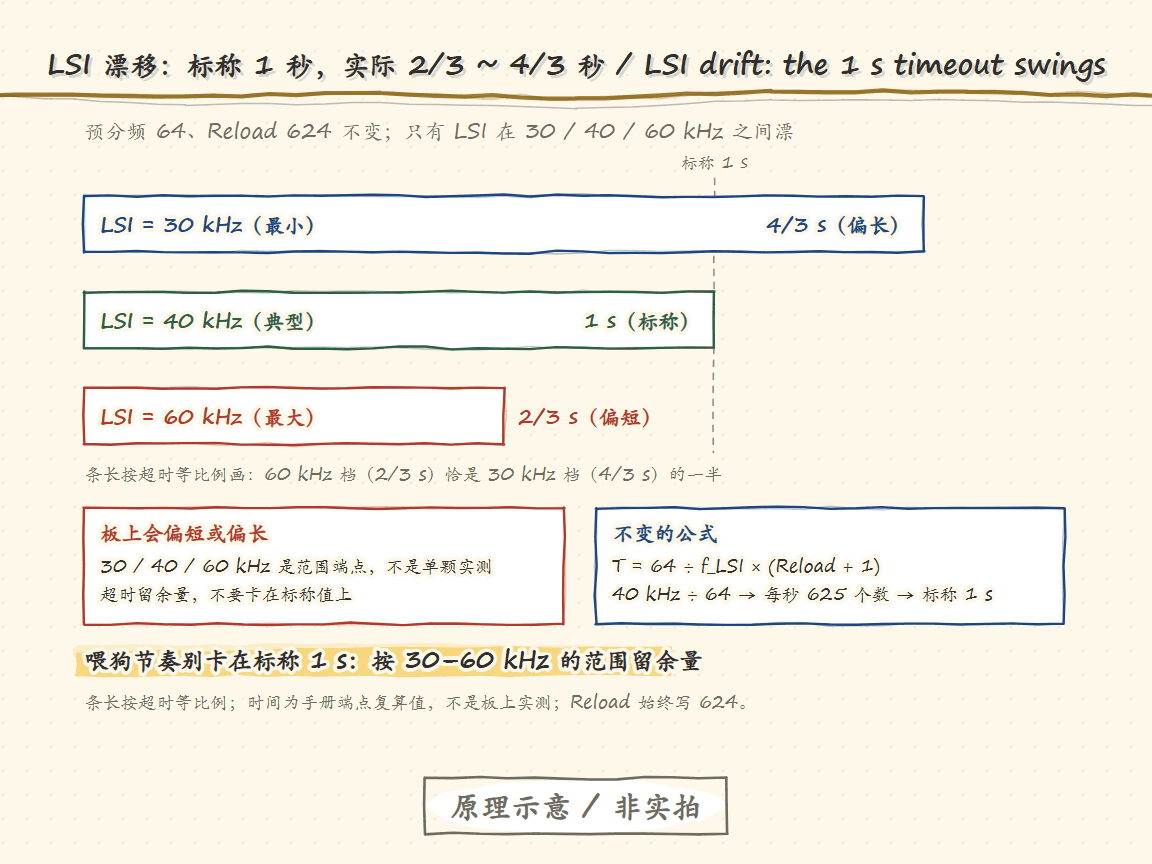 LSI 漂移：标称 1 秒，实际 2/3 ~ 4/3 秒 / LSI drift: the 1 s timeout swings
预分频 64、Reload 624 不变；只有 LSI 在 30 / 40 / 60 kHz 之间漂
标称 1 s
LSI = 30 kHz（最小） 4/3 s（偏长）
LSI = 40 kHz（典型） 1 s（标称）
LSI = 60 kHz（最大） 2/3 s（偏短）
条长按超时等比例画：60 kHz 档（2/3 s）恰是 30 kHz 档（4/3 s）的一半
板上会偏短或偏长
30 / 40 / 60 kHz 是范围端点，不是单颗实测
超时留余量，不要卡在标称值上
不变的公式
T = 64 ÷ f_LSI × (Reload + 1)
40 kHz ÷ 64 → 每秒 625 个数 → 标称 1 s
喂狗节奏别卡在标称 1 s：按 30–60 kHz 的范围留余量
条长按超时等比例；时间为手册端点复算值，不是板上实测；Reload 始终写 624。
原理示意 / 非实拍